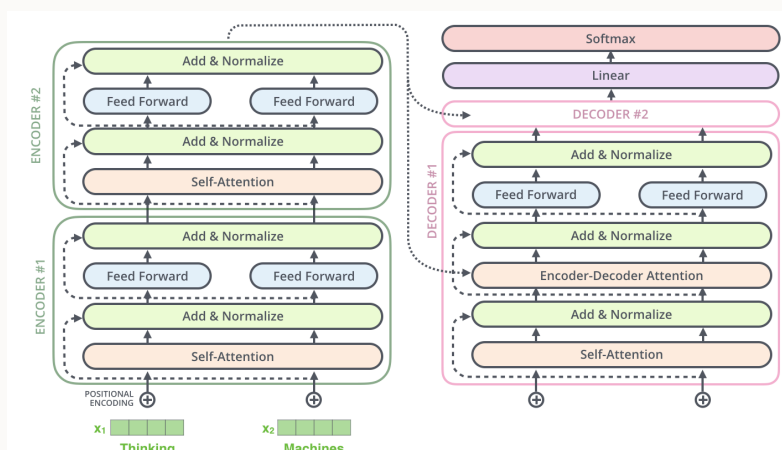 ENCODER #2
Add & Normalize
Feed Forward
Feed Forward
Add & Normalize
Self-Attention
ENCODER #1
Add & Normalize
Feed Forward
Feed Forward
Add & Normalize
Self-Attention
POSITIONAL
ENCODING
x1
x2
Thinking
Machines
Softmax
Linear
DECODER #2
DECODER #1
Add & Normalize
Feed Forward
Feed Forward
Add & Normalize
Encoder-Decoder Attention
Add & Normalize
Self-Attention